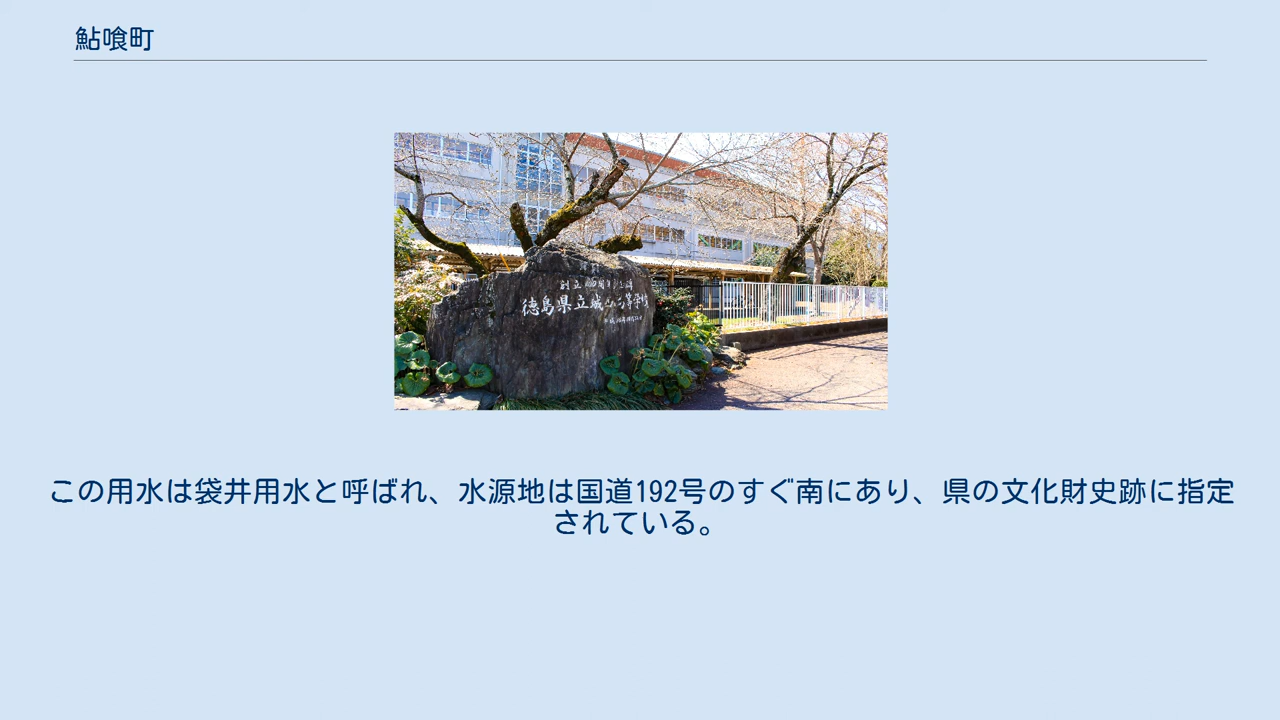 鮎喰町
徳島県立城
この用水は袋井用水と呼ばれ、水源地は国道192号のすぐ南にあり、県の文化財史跡に指定
されている。